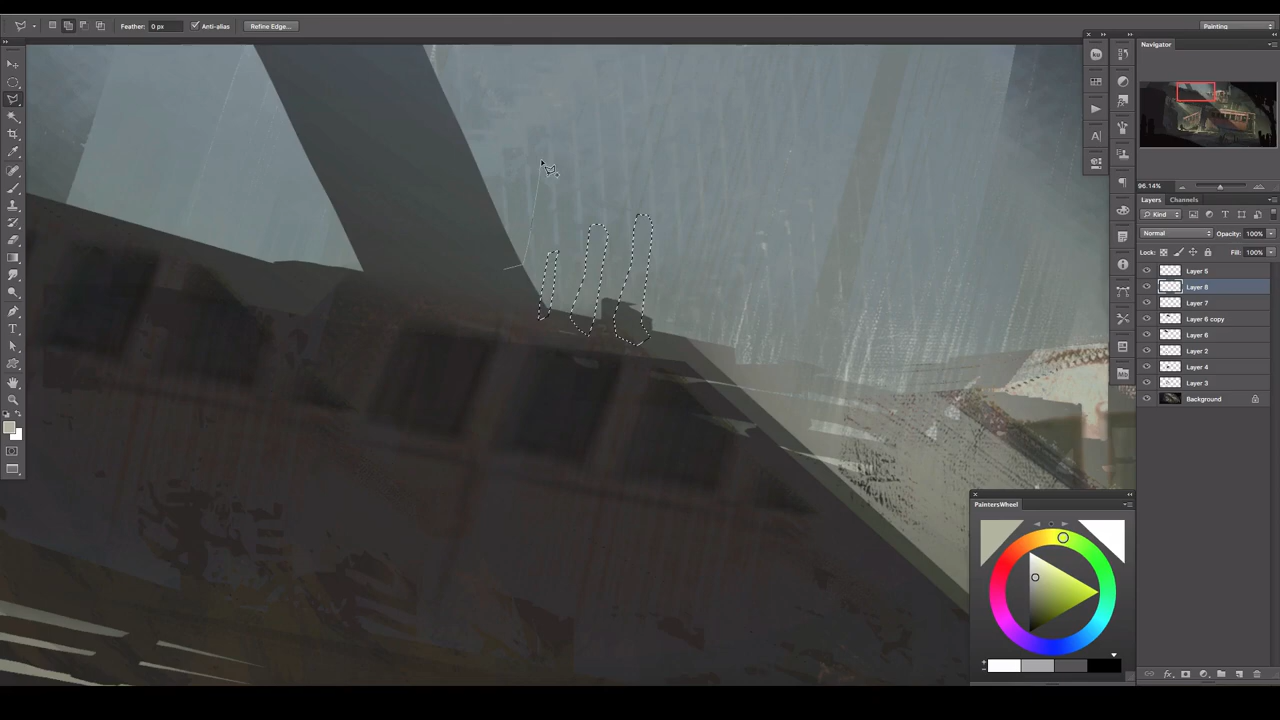 Feather: 0 px Anti-alias Refine Edge... Painting
Navigator
96.14%
Layers Channels
Kind
Normal Opacity: 100%
Lock: Fill: 100%
Layer 5
Layer 8
Layer 7
Layer 6 copy
Layer 6
Layer 2
Layer 4
Layer 3
Background
PaintersWheel